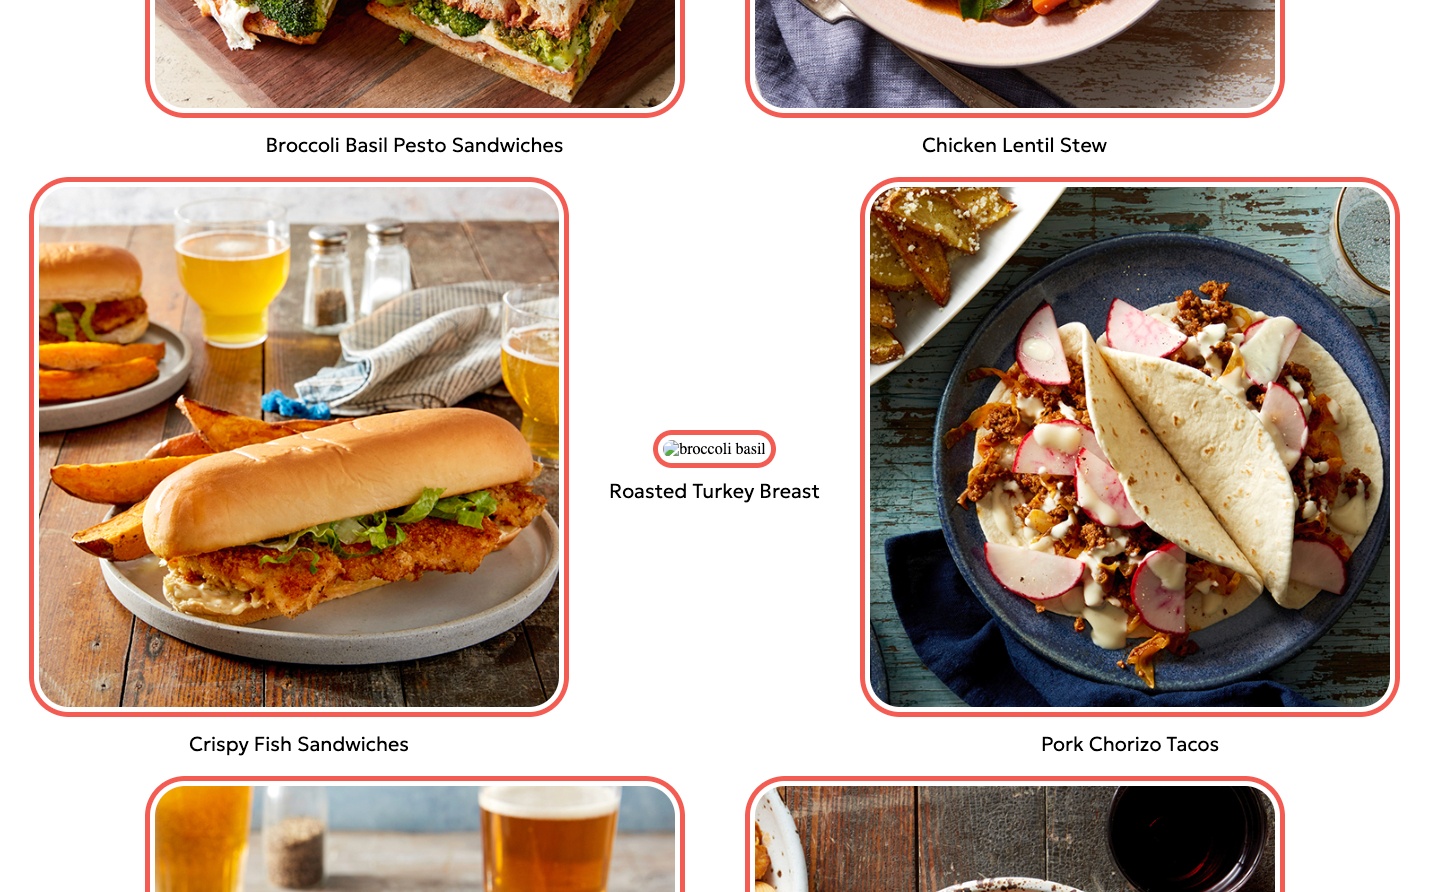 Broccoli Basil Pesto Sandwiches
Chicken Lentil Stew
broccoli basil
Roasted Turkey Breast
Crispy Fish Sandwiches
Pork Chorizo Tacos